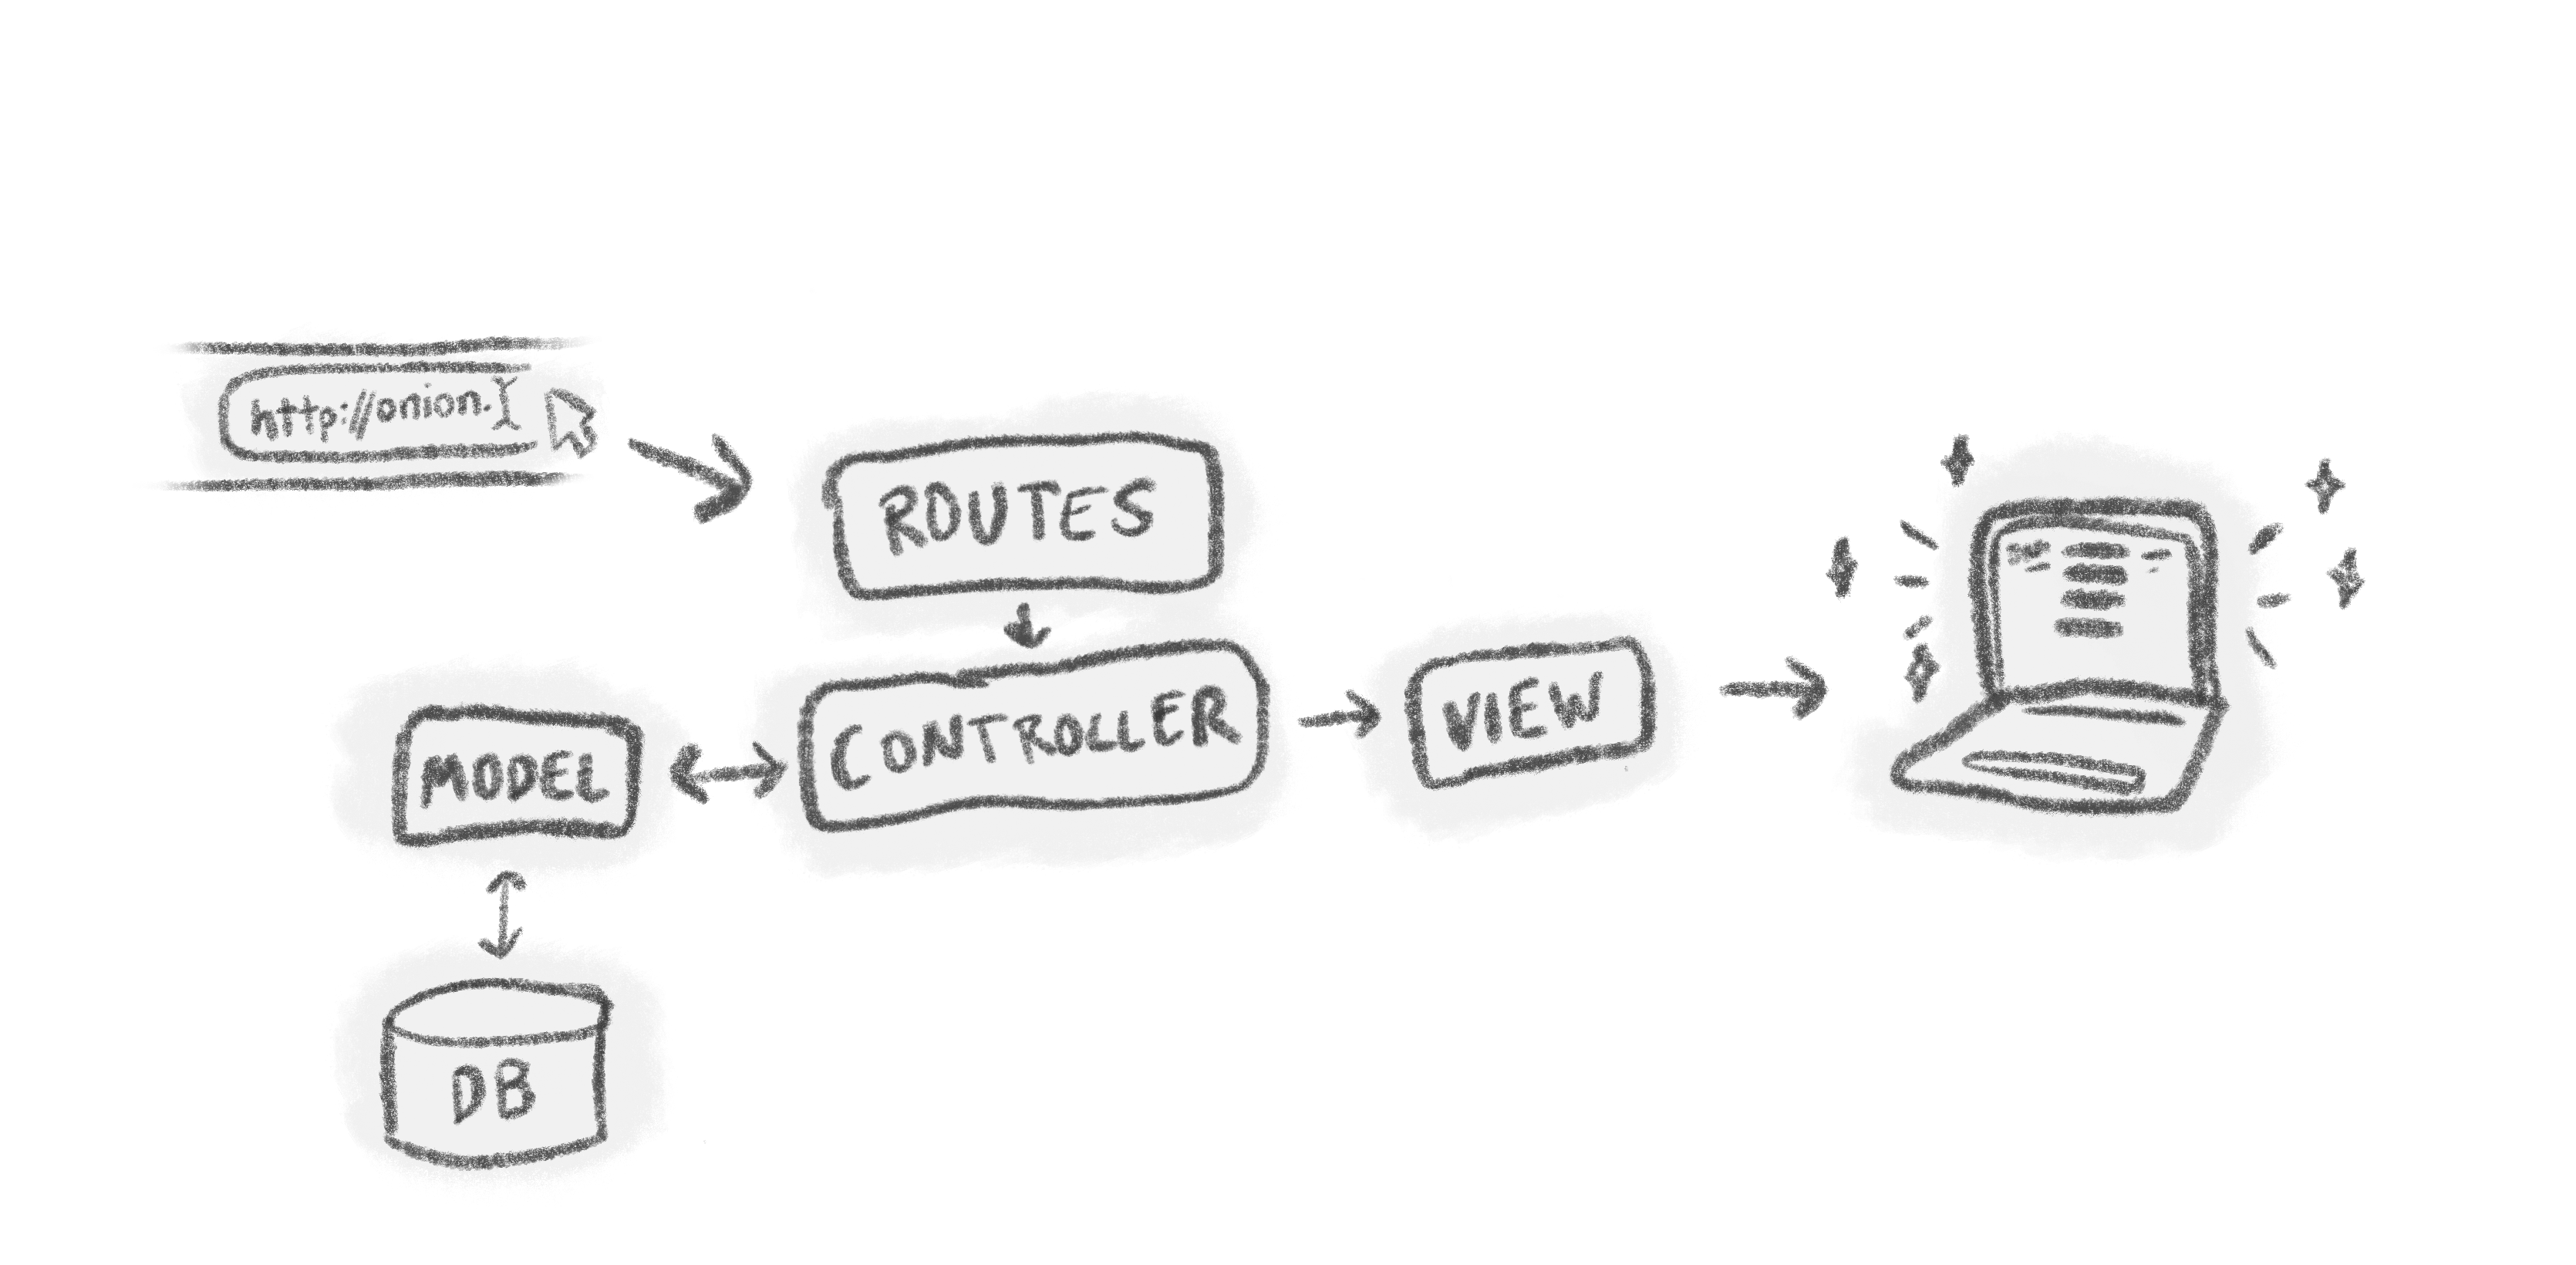 http://onion.
ROUTES
CONTROLLER
MODEL
VIEW
DB